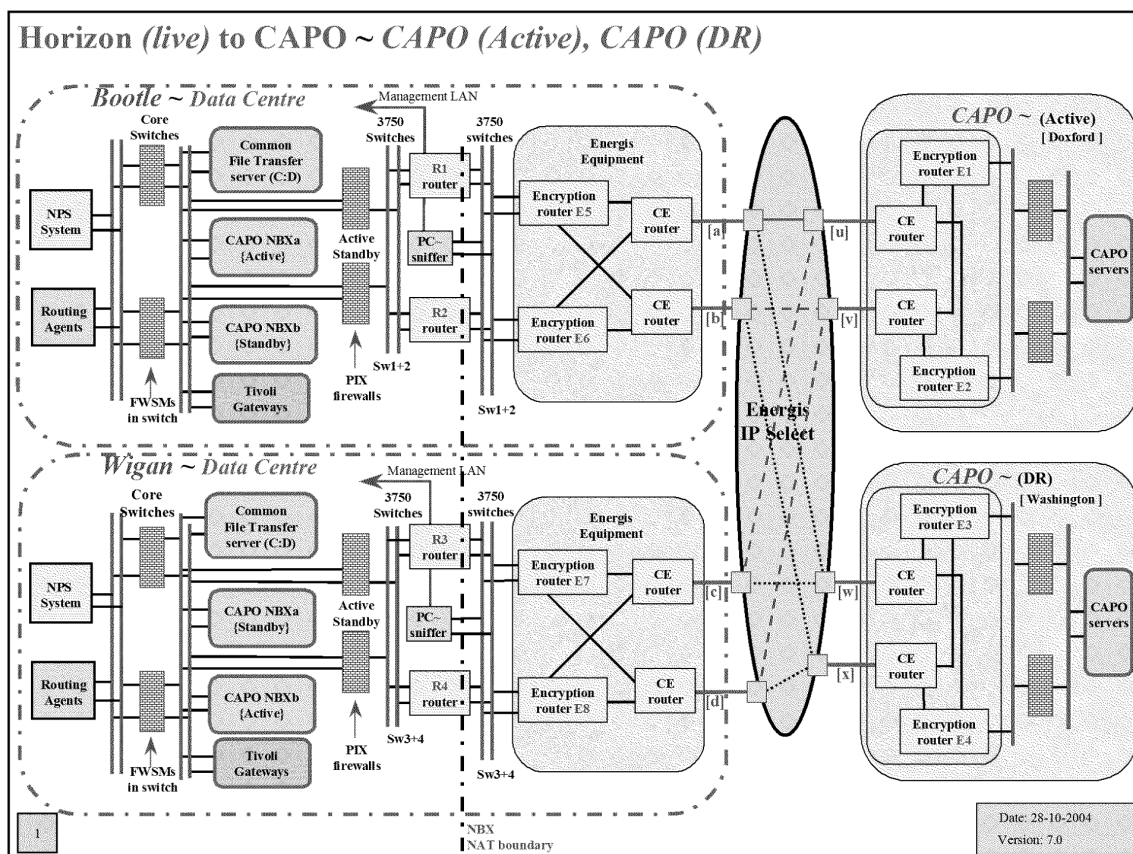 Horizon (live) to CAPO ~ CAPO (Active), CAPO (DR)
Bootle ~ Data Centre
Management LAN
Core
Switches
3750
Switches
3750
switches
Common
File Transfer
server (C:D)
NPS
System
CAPO NBXa
{Active}
Active
Standby
R1
router
PC~
sniffer
R2
router
Routing
Agents
CAPO NBXb
{Standby}
Tivoli
Gateways
FWSMs
in switch
PIX
firewalls
Sw1+2
Sw1+2
Energis
Equipment
Encryption
router E5
CE
router
Encryption
router E6
CE
router
[a]
[b]
[u]
[v]
Energis
IP Select
CAPO ~ (Active)
[ Doxford ]
Encryption
router E1
CE
router
CE
router
Encryption
router E2
CAPO
servers
Wigan ~ Data Centre
Management LAN
Core
Switches
3750
Switches
3750
switches
Common
File Transfer
server (C:D)
NPS
System
CAPO NBXa
{Standby}
Active
Standby
R3
router
PC~
sniffer
R4
router
Routing
Agents
CAPO NBXb
{Active}
Tivoli
Gateways
FWSMs
in switch
PIX
firewalls
Sw3+4
Sw3+4
Energis
Equipment
Encryption
router E7
CE
router
Encryption
router E8
CE
router
[c]
[d]
[w]
[x]
CAPO ~ (DR)
[ Washington ]
Encryption
router E3
CE
router
CE
router
Encryption
router E4
CAPO
servers
1
NBX
NAT boundary
Date: 28-10-2004
Version: 7.0